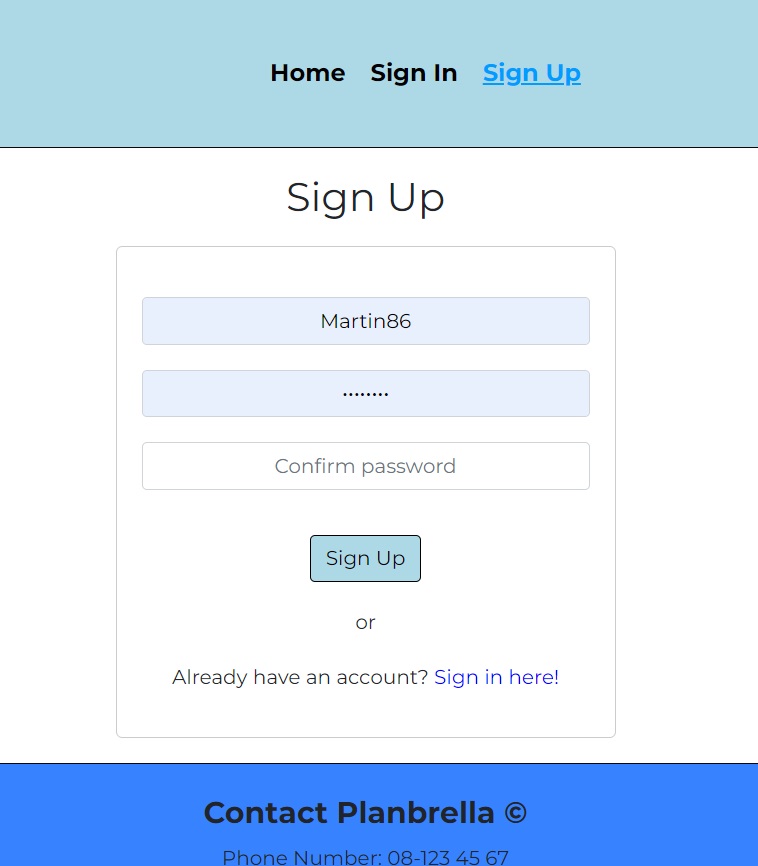 Home Sign In Sign Up
Sign Up
Martin86
••••••••
Confirm password
Sign Up
or
Already have an account? Sign in here!
Contact Planbrella ©
Phone Number: 08-123 45 67